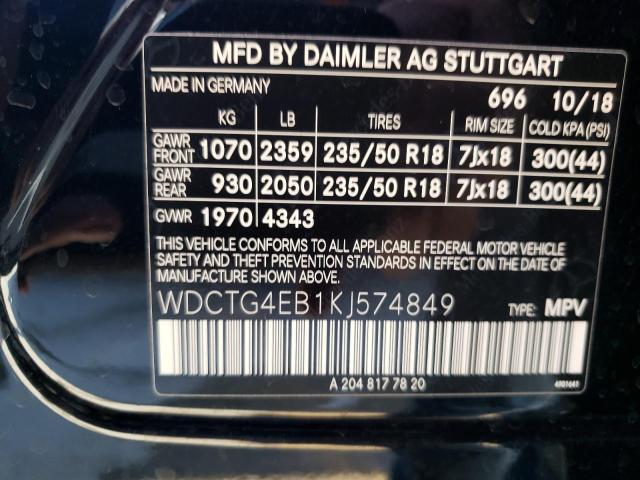 MFD BY DAIMLER AG STUTTGART
MADE IN GERMANY
696 10/18
KG LB TIRES RIM SIZE COLD KPA(PSI)
GAWR FRONT 1070 2359 235/50 R18 7Jx18 300(44)
GAWR REAR 930 2050 235/50 R18 7Jx18 300(44)
GVWR 1970 4343
THIS VEHICLE CONFORMS TO ALL APPLICABLE FEDERAL MOTOR VEHICLE
SAFETY AND THEFT PREVENTION STANDARDS IN EFFECT ON THE DATE
OF MANUFACTURE SHOWN ABOVE.
WDCTG4EB1KJ574849 TYPE: MPV
A 204 817 78 20